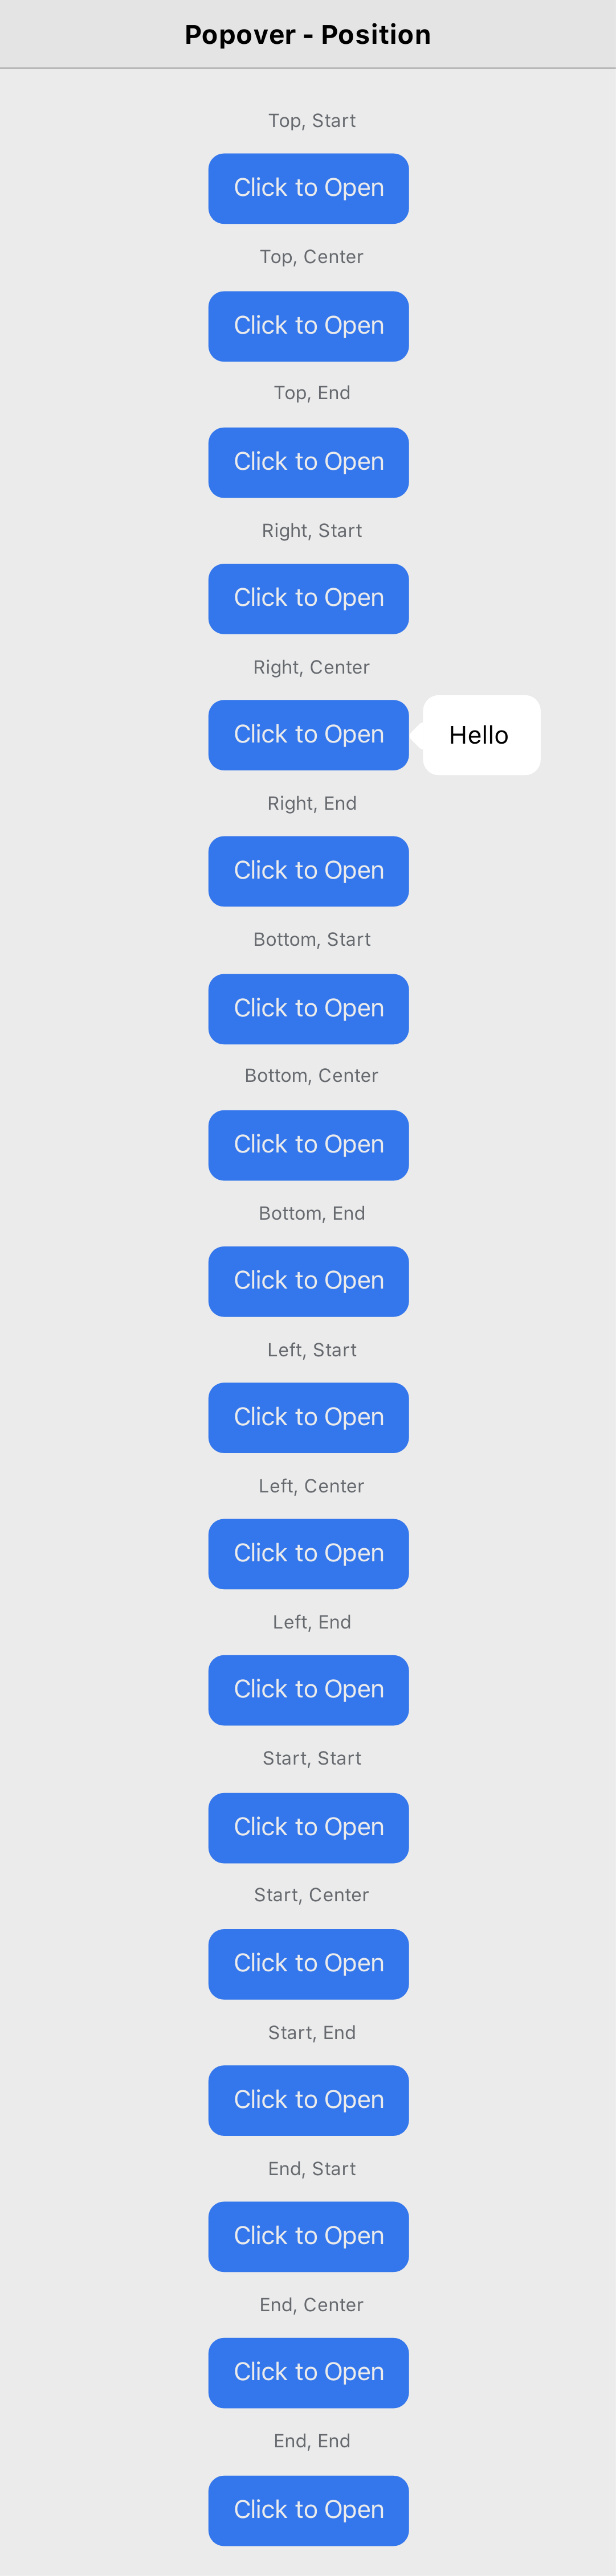 Popover - Position
Top, Start
Click to Open
Top, Center
Click to Open
Top, End
Click to Open
Right, Start
Click to Open
Right, Center
Click to Open
Hello
Right, End
Click to Open
Bottom, Start
Click to Open
Bottom, Center
Click to Open
Bottom, End
Click to Open
Left, Start
Click to Open
Left, Center
Click to Open
Left, End
Click to Open
Start, Start
Click to Open
Start, Center
Click to Open
Start, End
Click to Open
End, Start
Click to Open
End, Center
Click to Open
End, End
Click to Open